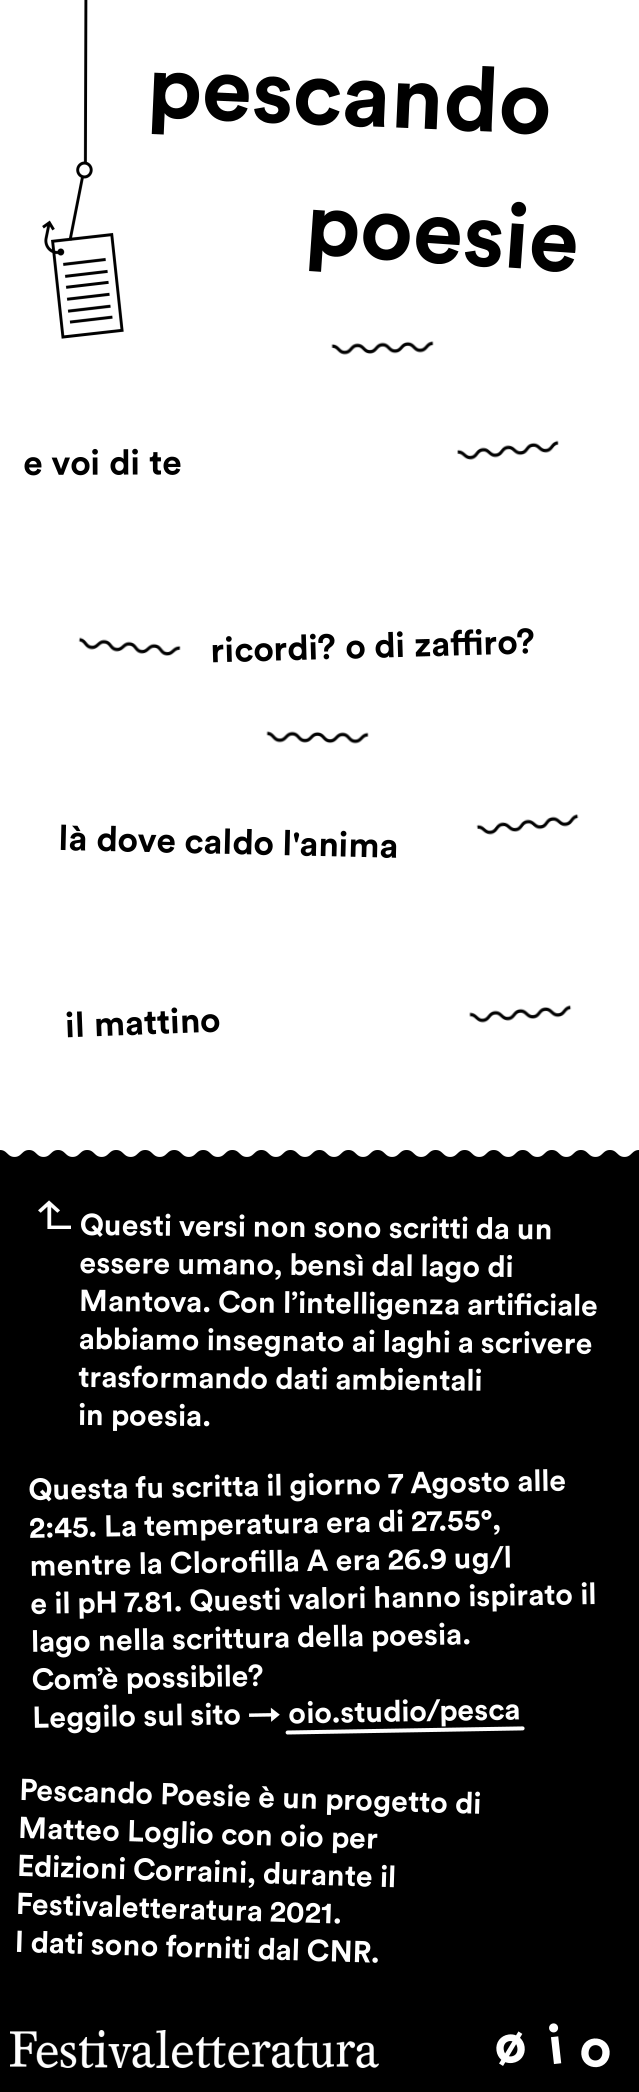 pescando
poesie
e voi di te
ricordi? o di zaffiro?
là dove caldo l'anima
il mattino
Questi versi non sono scritti da un
essere umano, bensì dal lago di
Mantova. Con l’intelligenza artificiale
abbiamo insegnato ai laghi a scrivere
trasformando dati ambientali
in poesia.
Questa fu scritta il giorno 7 Agosto alle
2:45. La temperatura era di 27.55°,
mentre la Clorofilla A era 26.9 ug/l
e il pH 7.81. Questi valori hanno ispirato il
lago nella scrittura della poesia.
Com’è possibile?
Leggilo sul sito → oio.studio/pesca
Pescando Poesie è un progetto di
Matteo Loglio con oio per
Edizioni Corraini, durante il
Festivaletteratura 2021.
I dati sono forniti dal CNR.
Festivaletteratura
ø i o